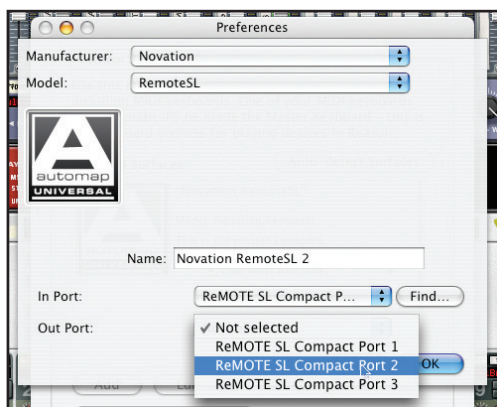 Preferences
Manufacturer: Novation
Model: RemoteSL
automap
UNIVERSAL
Name: Novation RemoteSL 2
In Port: ReMOTE SL Compact P... Find...
Out Port: ✓ Not selected
ReMOTE SL Compact Port 1
ReMOTE SL Compact Port 2 OK
ReMOTE SL Compact Port 3
Add